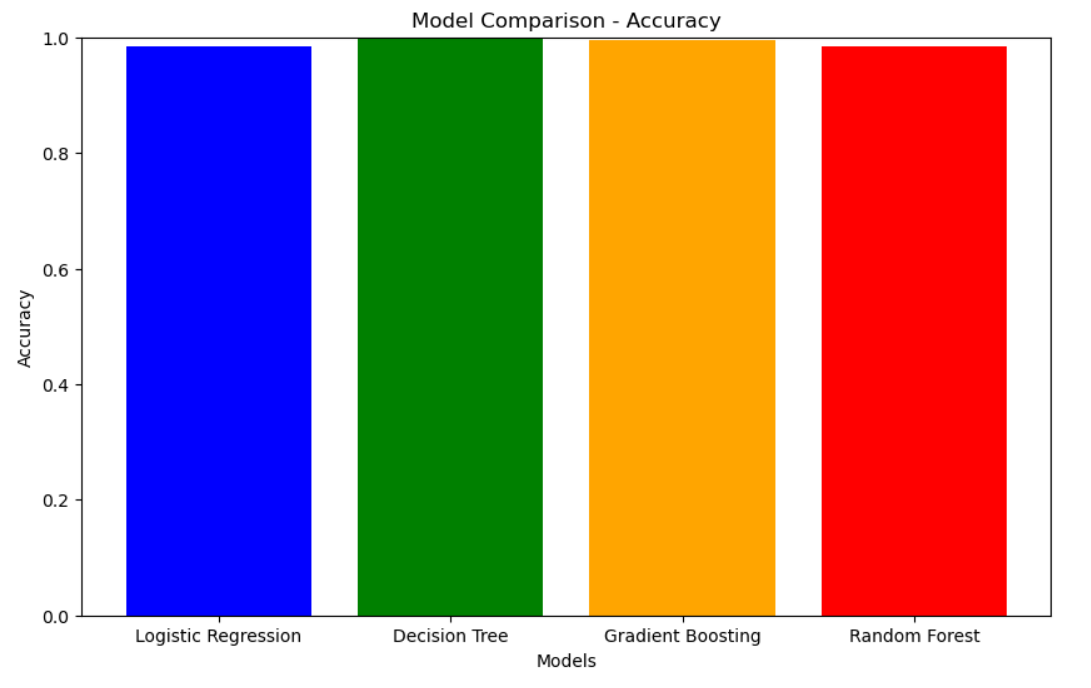 Model Comparison - Accuracy
1.0
0.8
0.6
0.4
0.2
0.0
Accuracy
Logistic Regression
Decision Tree
Gradient Boosting
Random Forest
Models